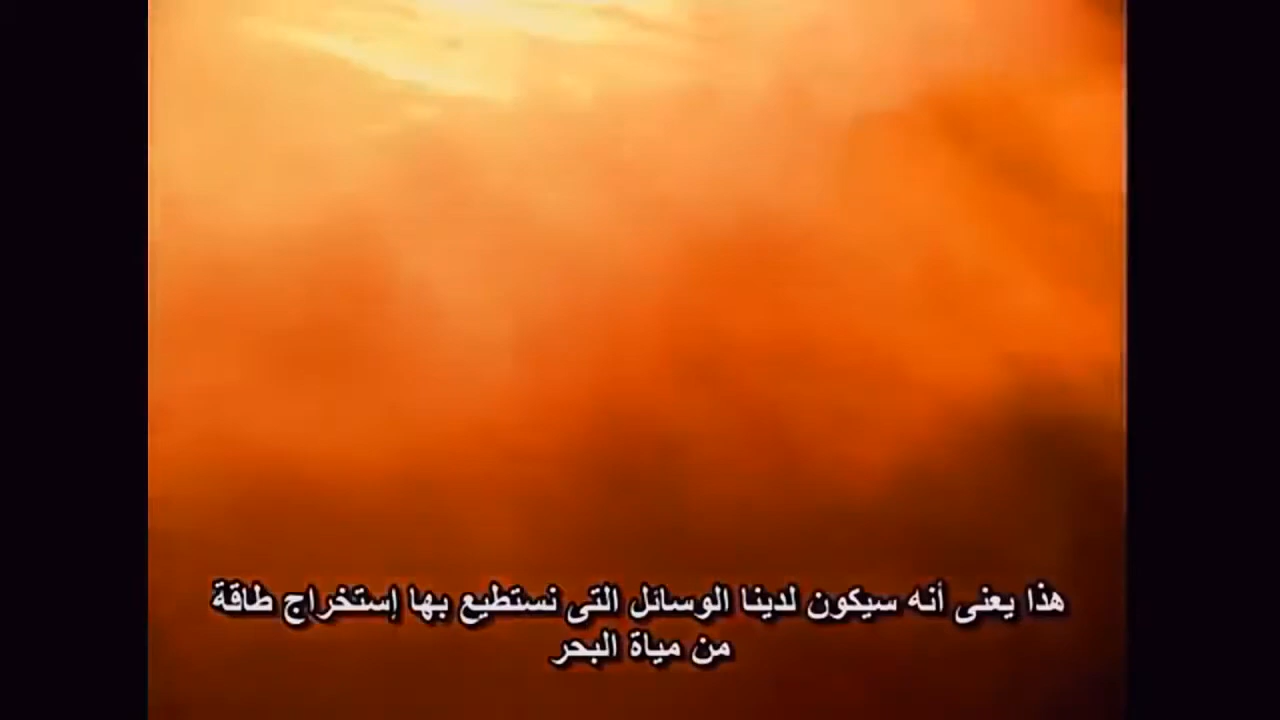 هذا يعنى أنه سيكون لدينا الوسائل التى نستطيع بها إستخراج طاقة
من مياة البحر